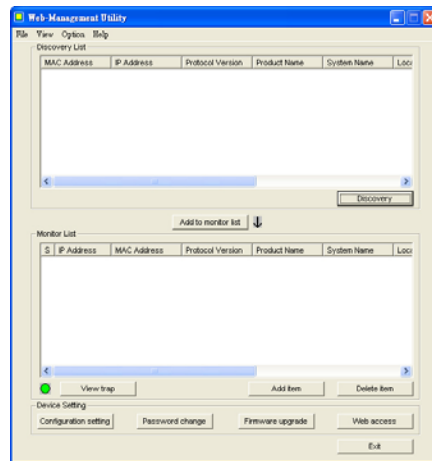 Web-Management Utility
File View Option Help
Discovery List
MAC Address IP Address Protocol Version Product Name System Name Loca
Discovery
Add to monitor list
Monitor List
S IP Address MAC Address Protocol Version Product Name System Name Loca
View trap Add item Delete item
Device Setting
Configuration setting Password change Firmware upgrade Web access
Exit